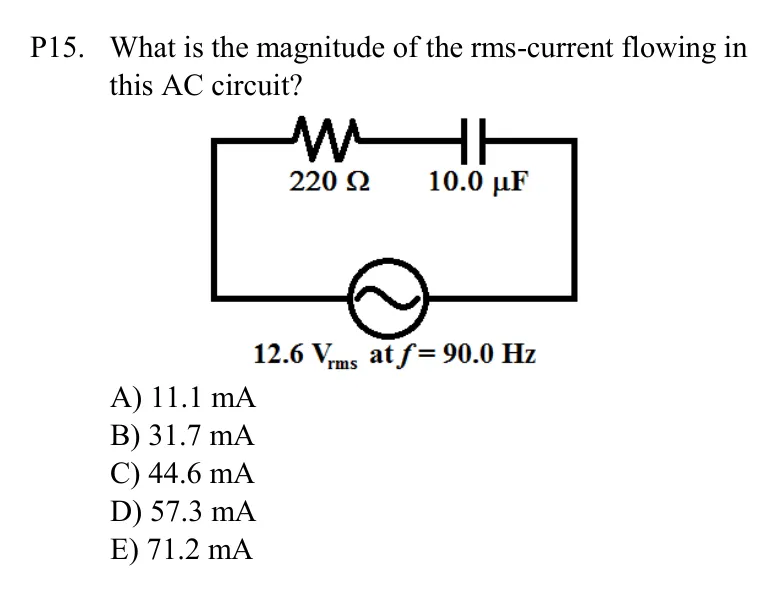 P15. What is the magnitude of the rms-current flowing in
this AC circuit?
220 Ω 10.0 μF
12.6 Vrms at f = 90.0 Hz
A) 11.1 mA
B) 31.7 mA
C) 44.6 mA
D) 57.3 mA
E) 71.2 mA